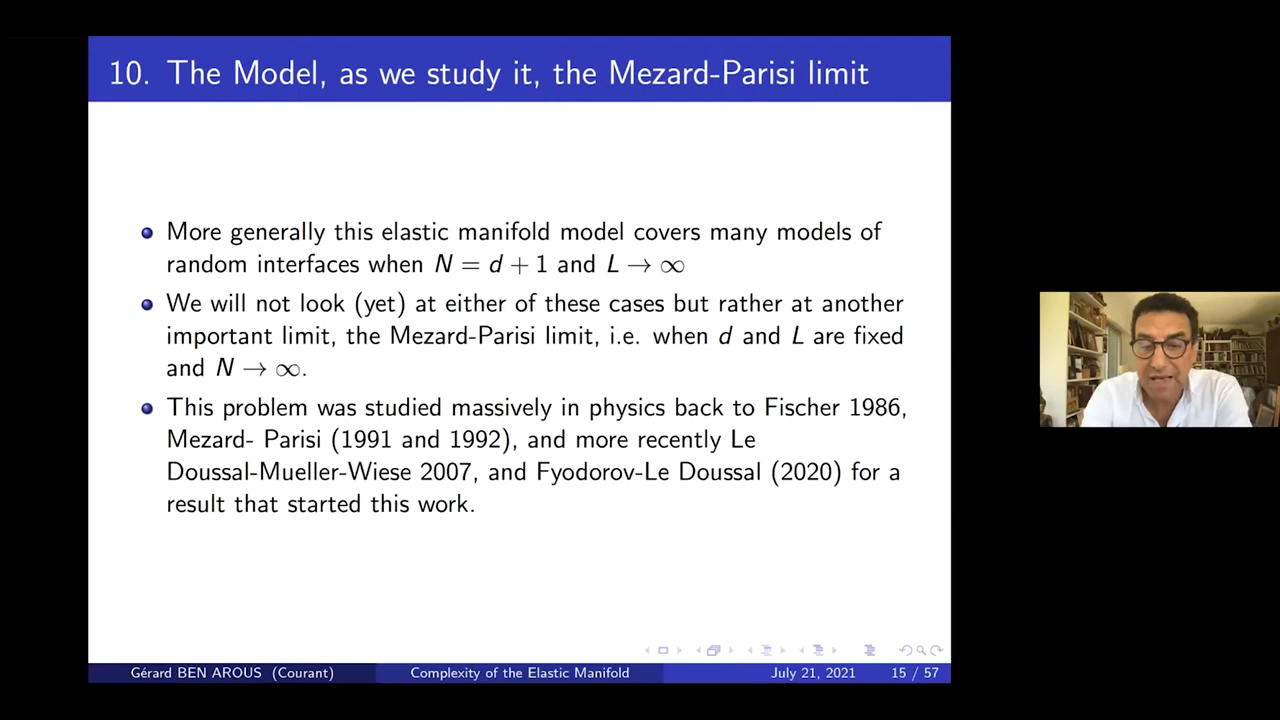 10. The Model, as we study it, the Mezard-Parisi limit
More generally this elastic manifold model covers many models of
random interfaces when N = d + 1 and L → ∞
We will not look (yet) at either of these cases but rather at another
important limit, the Mezard-Parisi limit, i.e. when d and L are fixed
and N → ∞.
This problem was studied massively in physics back to Fischer 1986,
Mezard- Parisi (1991 and 1992), and more recently Le
Doussal-Mueller-Wiese 2007, and Fyodorov-Le Doussal (2020) for a
result that started this work.
Gérard BEN AROUS (Courant)
Complexity of the Elastic Manifold
July 21, 2021
15 / 57